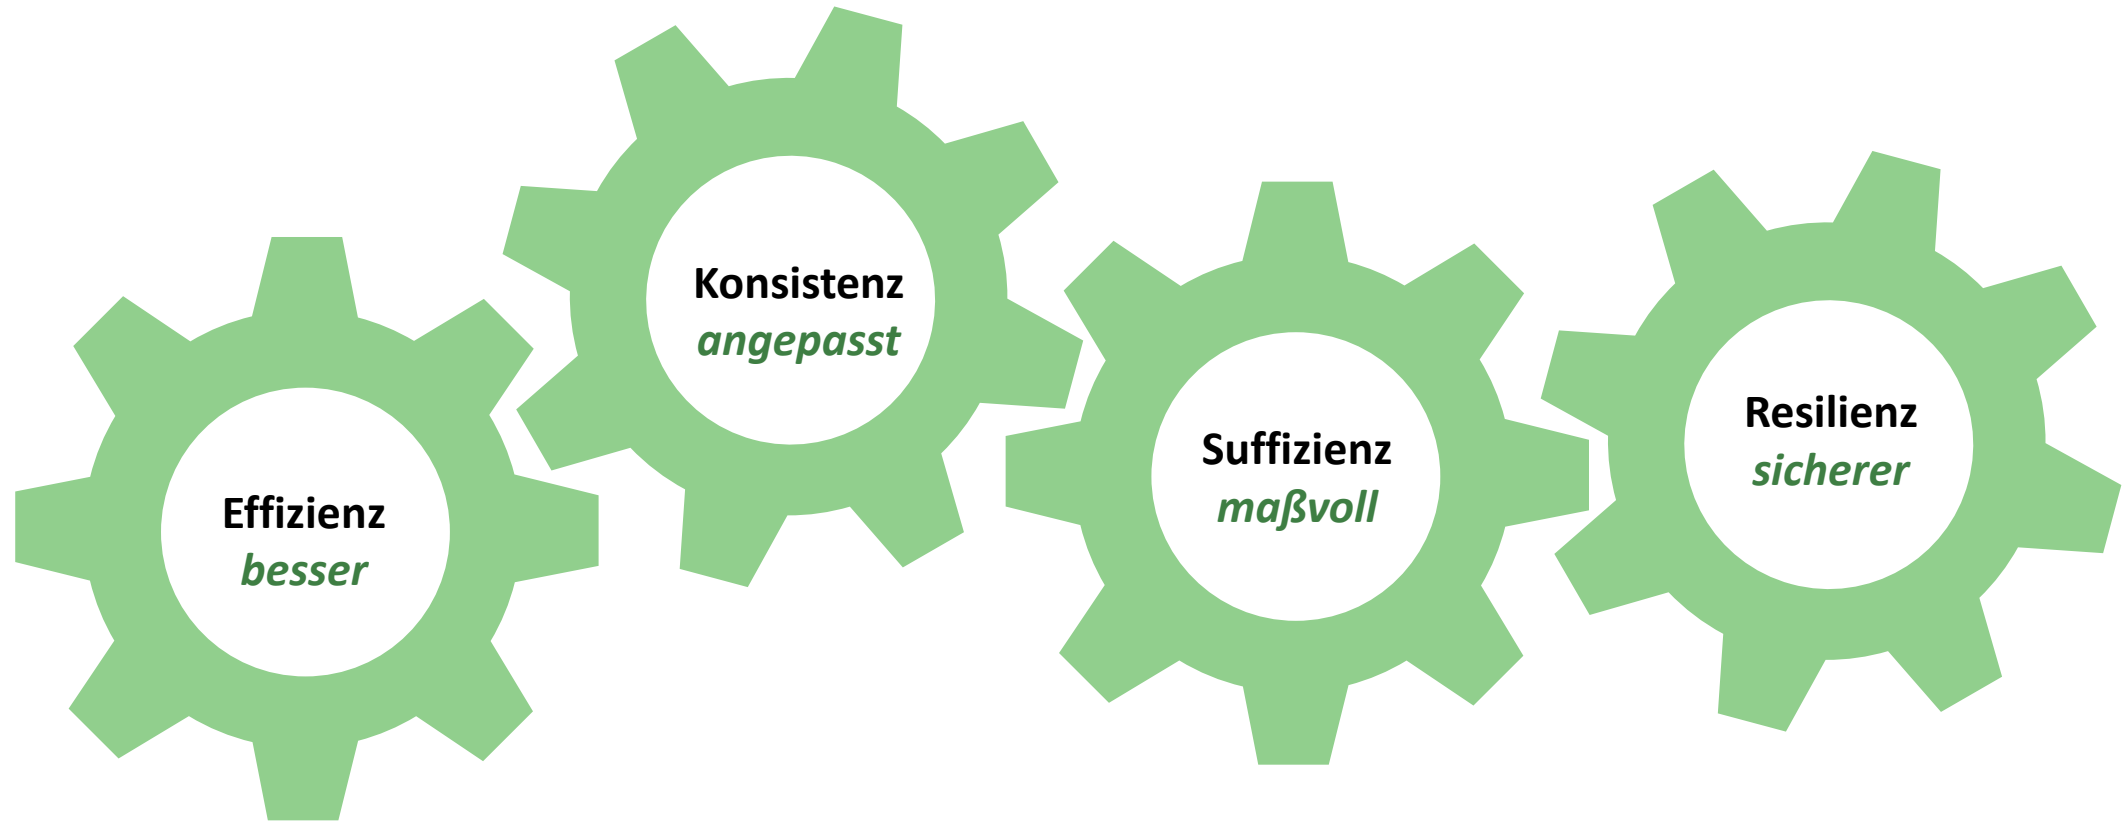 Effizienz
besser
Konsistenz
angepasst
Suffizienz
maßvoll
Resilienz
sicherer